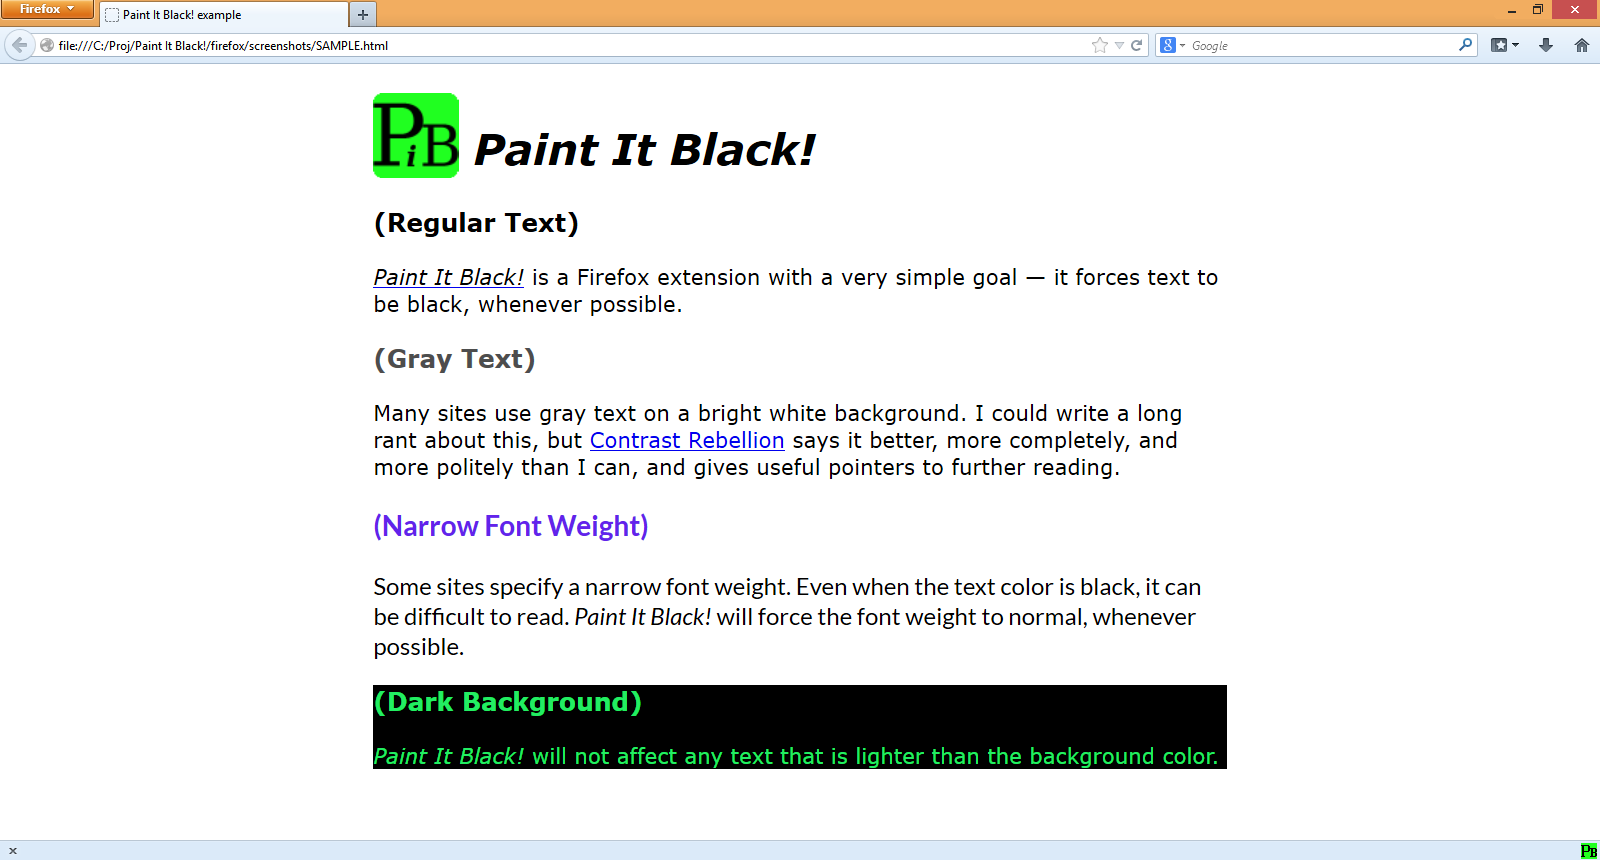 Firefox
Paint It Black! example
file:///C:/Proj/Paint It Black!/firefox/screenshots/SAMPLE.html
8
Google
PiB
Paint It Black!
(Regular Text)
Paint It Black! is a Firefox extension with a very simple goal — it forces text to
be black, whenever possible.
(Gray Text)
Many sites use gray text on a bright white background. I could write a long
rant about this, but Contrast Rebellion says it better, more completely, and
more politely than I can, and gives useful pointers to further reading.
(Narrow Font Weight)
Some sites specify a narrow font weight. Even when the text color is black, it can
be difficult to read. Paint It Black! will force the font weight to normal, whenever
possible.
(Dark Background)
Paint It Black! will not affect any text that is lighter than the background color.
PiB